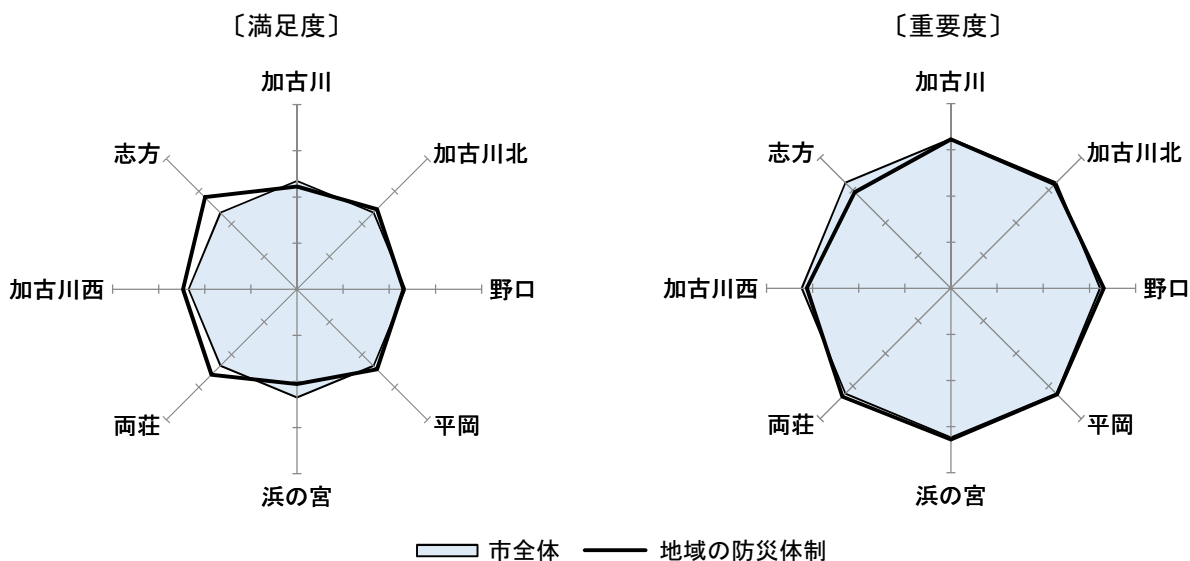 〔満足度〕
加古川
加古川北
野口
平岡
浜の宮
両荘
加古川西
志方
〔重要度〕
加古川
加古川北
野口
平岡
浜の宮
両荘
加古川西
志方
市全体
地域の防災体制